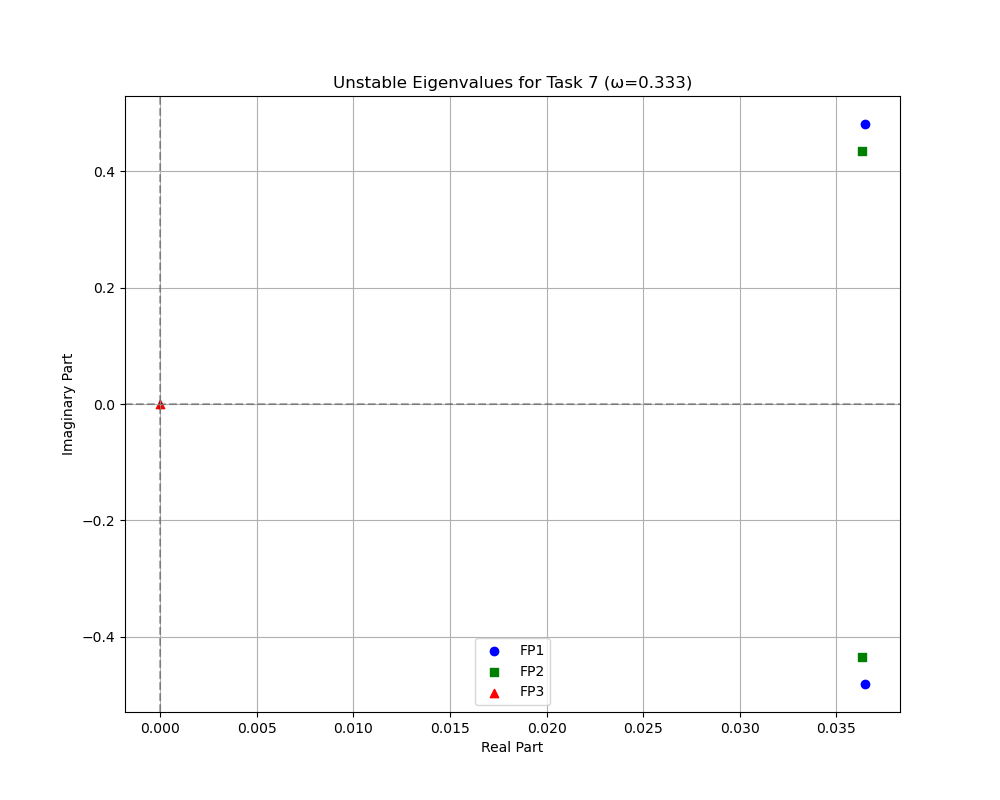 Unstable Eigenvalues for Task 7 (ω=0.333)
Imaginary Part
0.4
0.2
0.0
−0.2
−0.4
FP1
FP2
FP3
0.000 0.005 0.010 0.015 0.020 0.025 0.030 0.035
Real Part